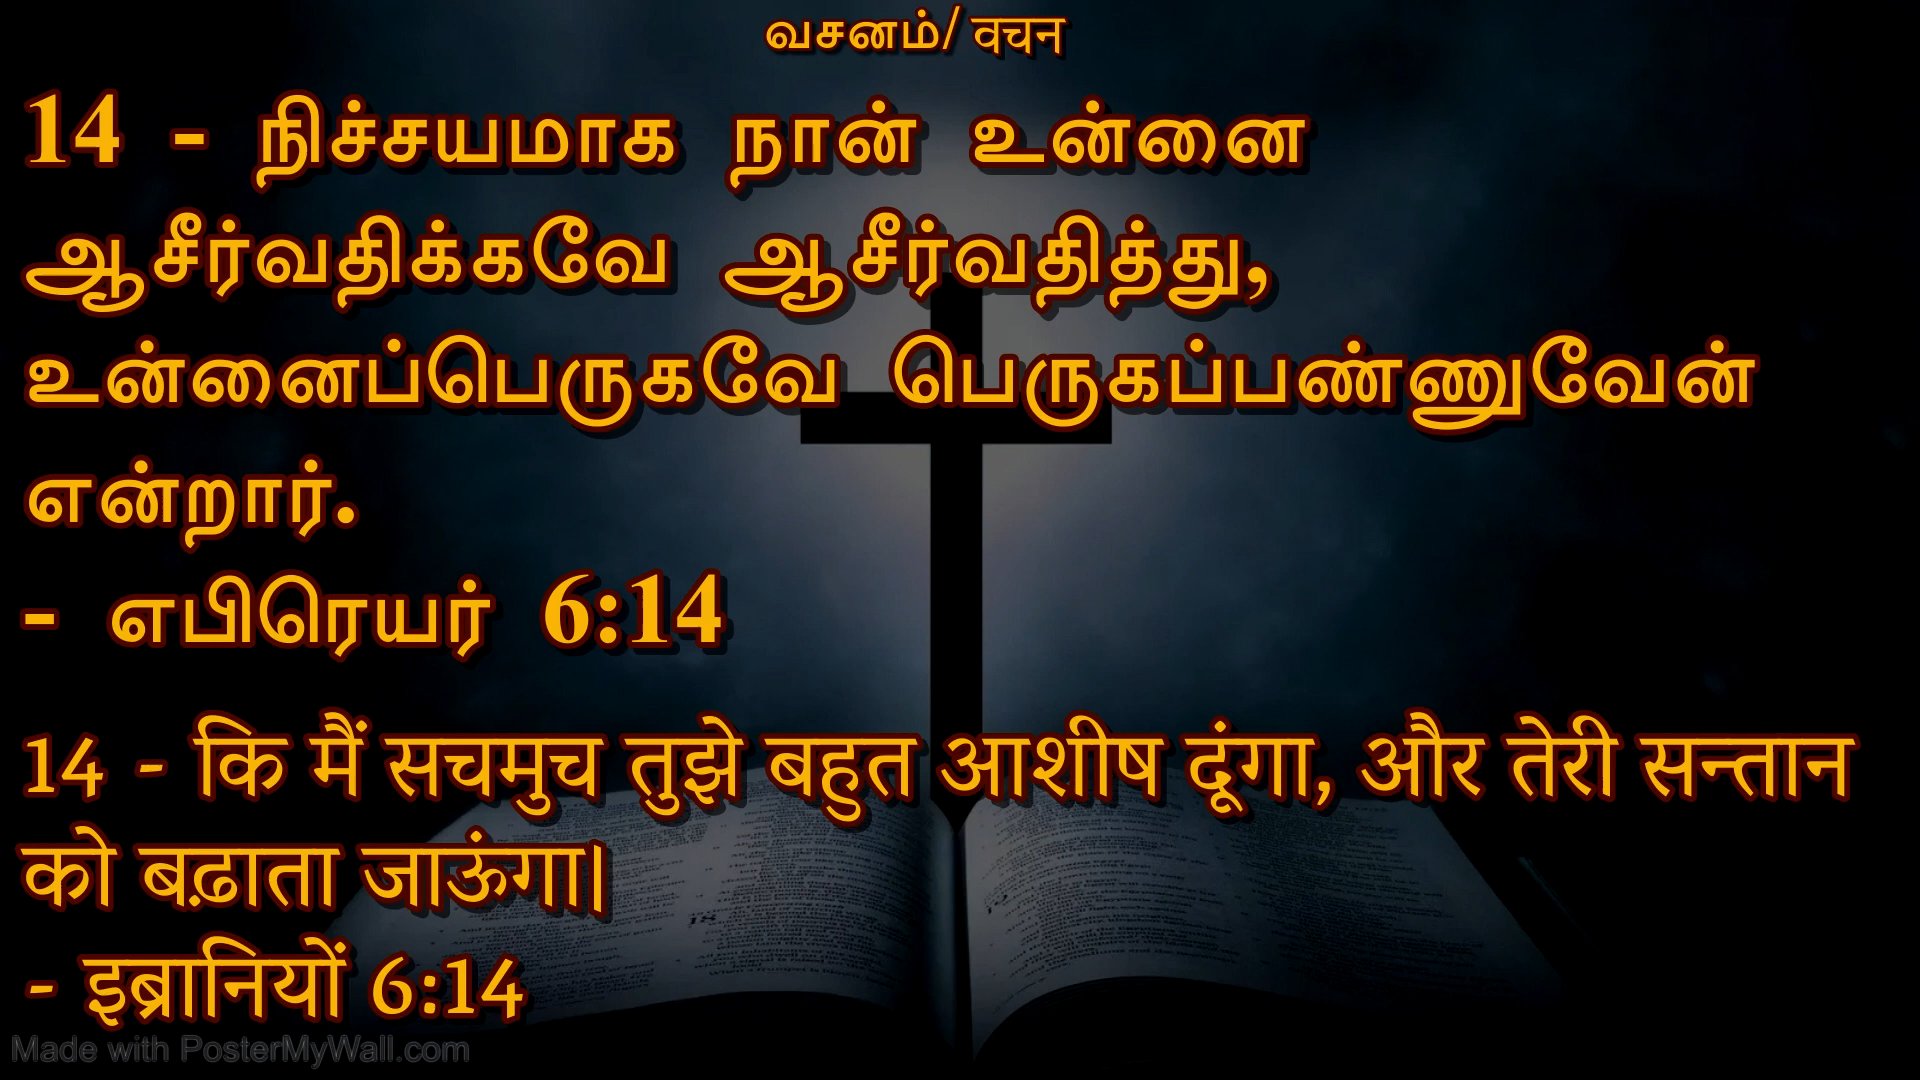 வசனம்/ वचन
14 - நிச்சயமாக நான் உன்னை
ஆசீர்வதிக்கவே ஆசீர்வதித்து,
உன்னைப்பெருகவே பெருகப்பண்ணுவேன்
என்றார்.
- எபிரெயர் 6:14
14 - कि मैं सचमुच तुझे बहुत आशीष दूंगा, और तेरी सन्तान
को बढ़ाता जाऊंगा|
- इब्रानियों 6:14
Made with PosterMyWall.com